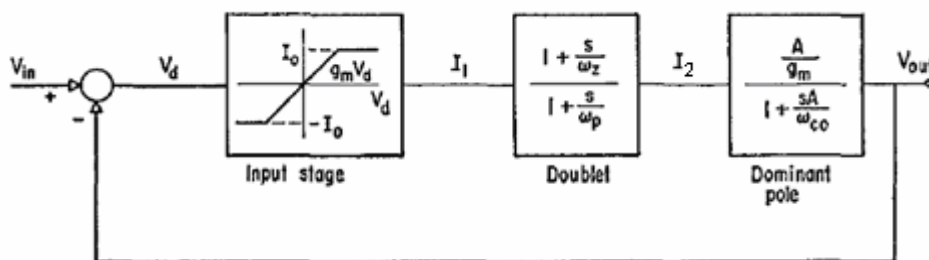 V_in
+
-
V_d
I_o
g_m V_d
V_d
-I_o
Input stage
I_1
1 + s/ω_z
1 + s/ω_p
Doublet
I_2
A/g_m
1 + sA/ω_co
Dominant
pole
V_out